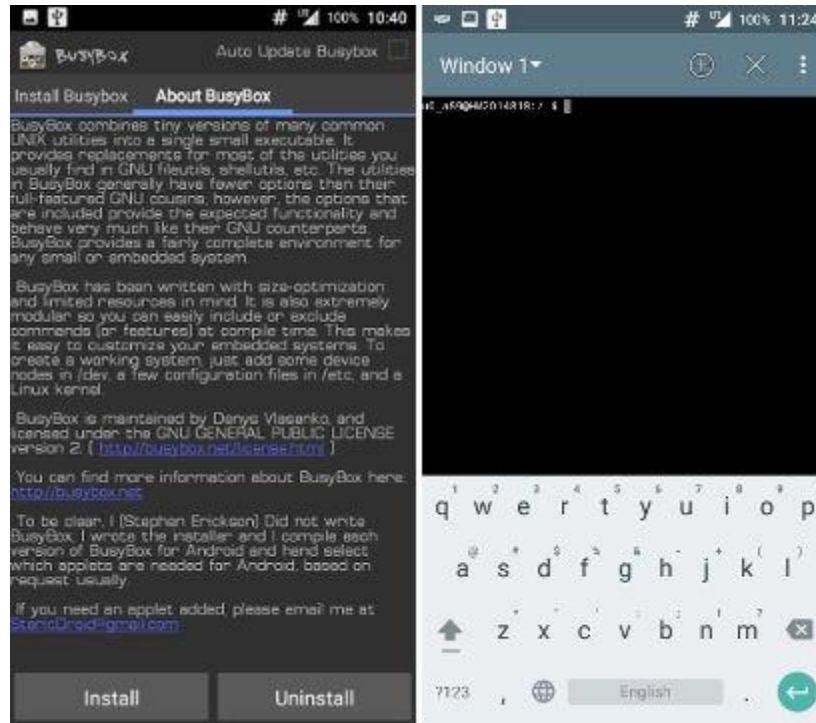 # 100% 10:40
BUSYBOX
Auto Update Busybox
Install Busybox About BusyBox
BusyBox combines tiny versions of many common
UNIX utilities into a single small executable. It
provides replacements for most of the utilities you
usually find in GNU fileutils, shellutils, etc. The utilities
in BusyBox generally have fewer options than their
full-featured GNU cousins; however, the options that
are included provide the expected functionality and
behave very much like their GNU counterparts.
BusyBox provides a fairly complete environment for
any small or embedded system.
BusyBox has been written with size-optimization
and limited resources in mind. It is also extremely
modular so you can easily include or exclude
commands (or features) at compile time. This makes
it easy to customize your embedded systems. To
create a working system, just add some device
nodes in /dev, a few configuration files in /etc, and a
Linux kernel.
BusyBox is maintained by Denys Vlasenko, and
licensed under the GNU GENERAL PUBLIC LICENSE
version 2. ( http://busybox.net/license.html )
You can find more information about BusyBox here:
http://busybox.net
To be clear, I (Stephen Erickson) Did not write
BusyBox. I wrote the installer and I compile each
version of BusyBox for Android and hand select
which applets are needed for Android, based on
request usually.
If you need an applet added, please email me at
StericDroid@gmail.com
Install Uninstall
# 100% 11:24
Window 1
u0_a69@HM2014818:/ $
1 2 3 4 5 6 7 8 9
q w e r t y u i o p
a s d f g h j k l
z x c v b n m
?123 , English .